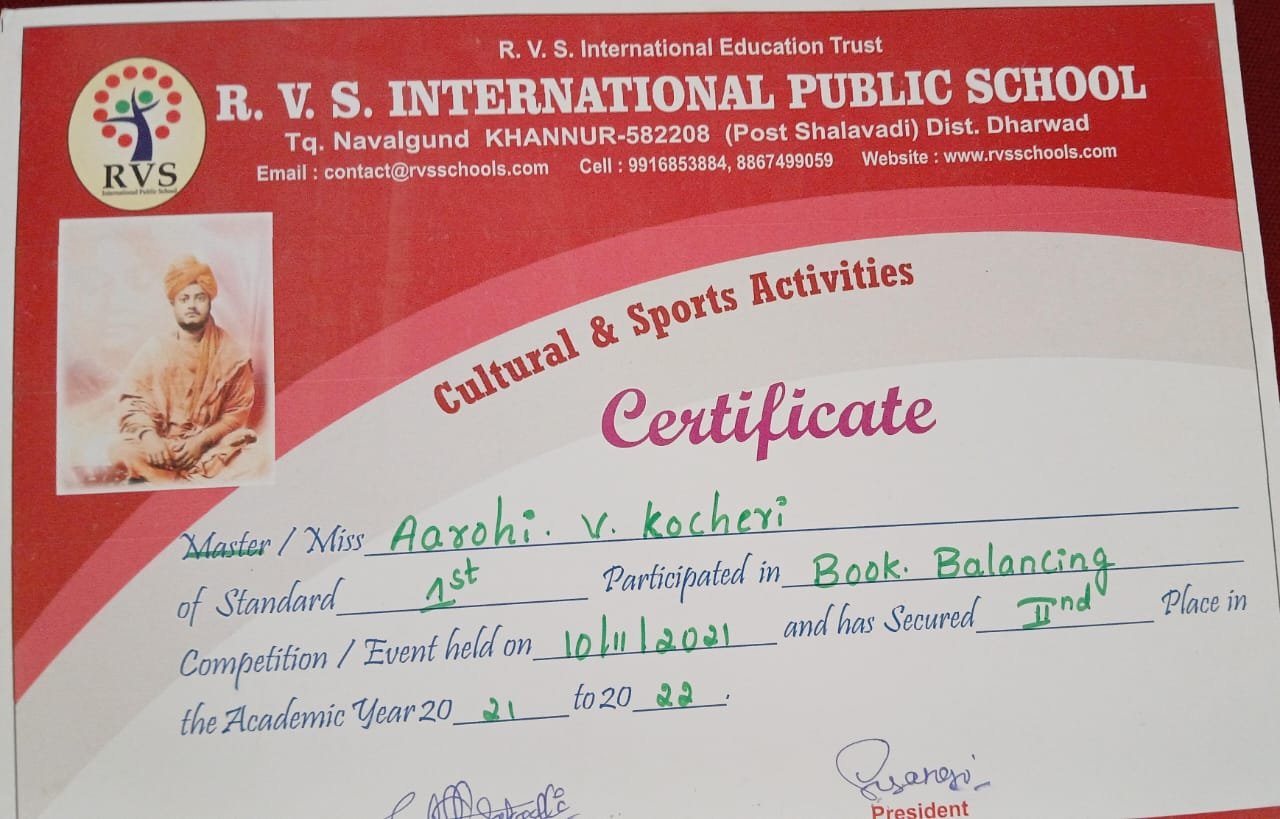 R. V. S. International Education Trust
R. V. S. INTERNATIONAL PUBLIC SCHOOL
Tq. Navalgund KHANNUR-582208 (Post Shalavadi) Dist. Dharwad
Email : contact@rvsschools.com Cell : 9916853884, 8867499059 Website : www.rvsschools.com
RVS
International Public School
Cultural & Sports Activities
Certificate
Master / Miss Aarohi. V. Kocheri
of Standard 1st Participated in Book. Balancing
Competition / Event held on 10/11/2021 and has Secured IInd Place in
the Academic Year 2021 to 2022.
President